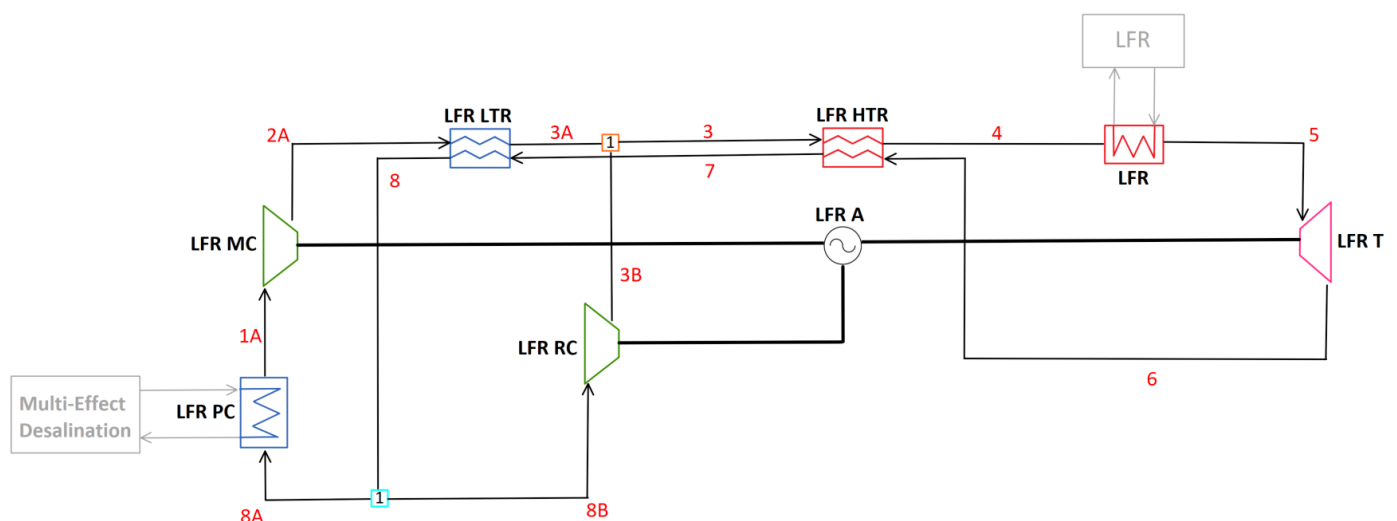 LFR
LFR LTR
LFR HTR
2A
3A
1
3
4
5
8
7
LFR
LFR MC
LFR A
LFR T
3B
1A
LFR RC
6
Multi-Effect
Desalination
LFR PC
1
8A
8B